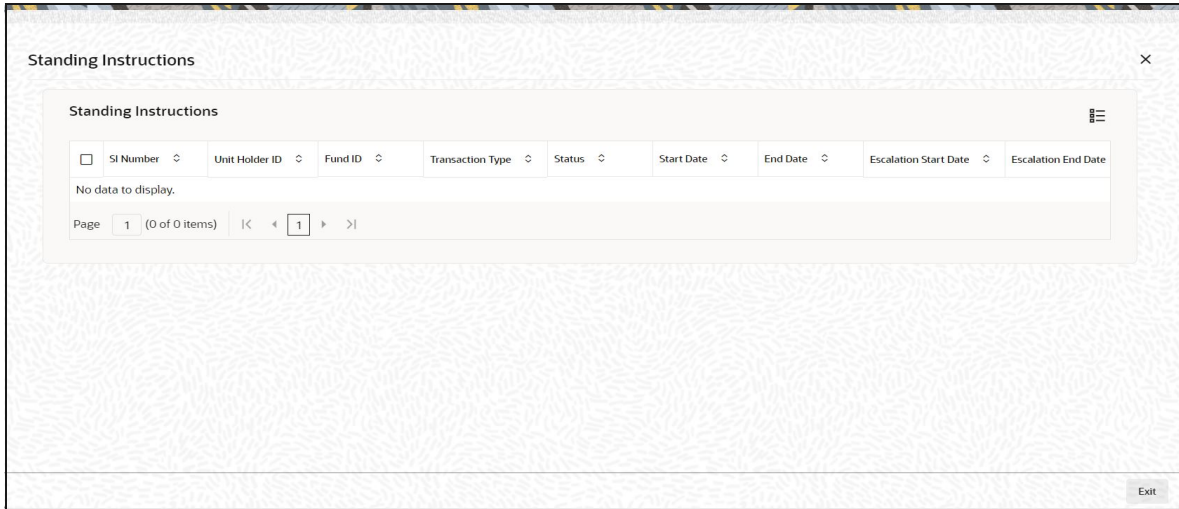 Standing Instructions
Standing Instructions
SI Number Unit Holder ID Fund ID Transaction Type Status Start Date End Date Escalation Start Date Escalation End Date
No data to display.
Page 1 (0 of 0 items) 1
Exit